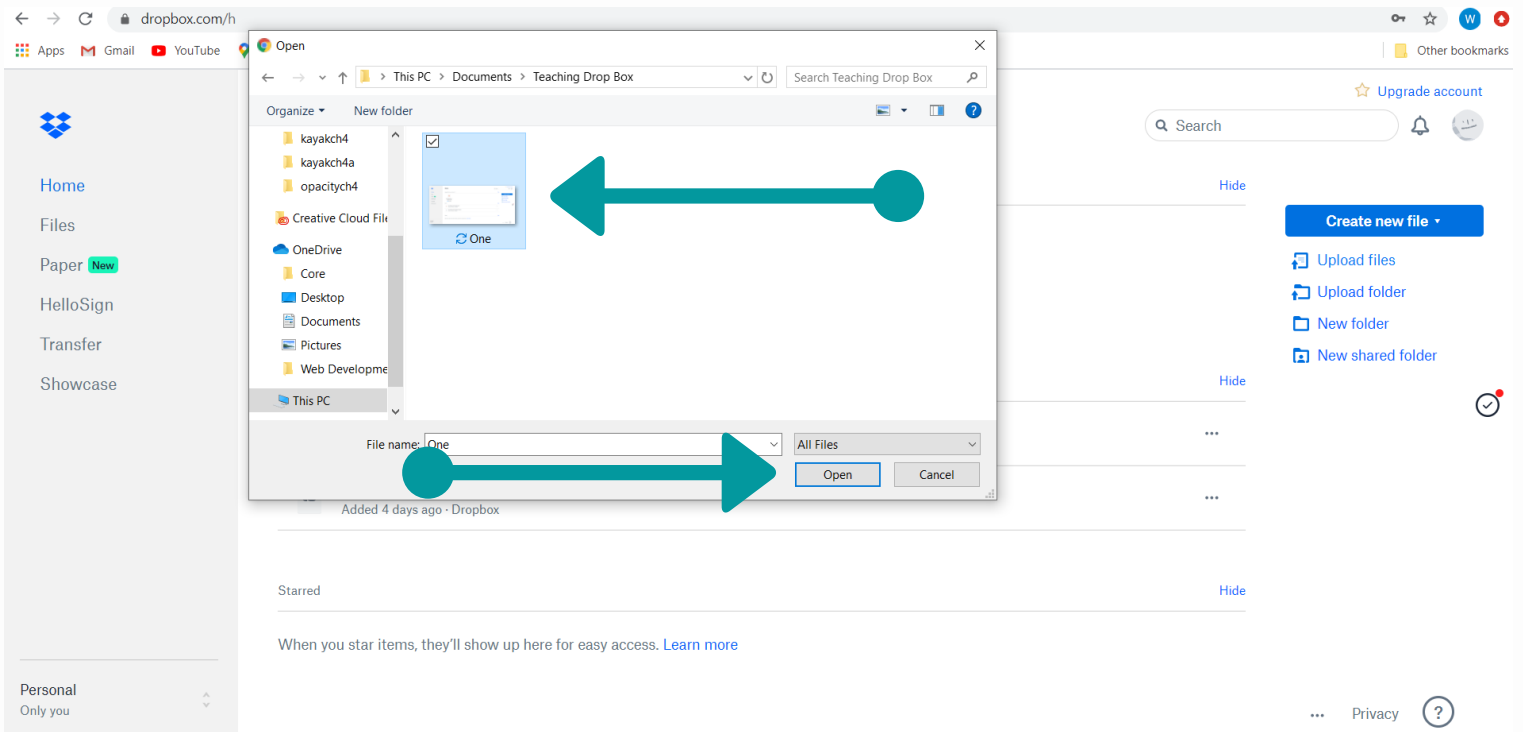 dropbox.com/h
W
Apps
Gmail
YouTube
Other bookmarks
Open
This PC > Documents > Teaching Drop Box
Search Teaching Drop Box
Organize
New folder
?
kayakch4
kayakch4a
opacitych4
Creative Cloud File
OneDrive
Core
Desktop
Documents
Pictures
Web Developme
This PC
One
File name:
One
All Files
Open
Cancel
Home
Files
Paper New
HelloSign
Transfer
Showcase
Personal
Only you
Upgrade account
Search
Hide
Create new file
Upload files
Upload folder
New folder
New shared folder
Hide
Added 4 days ago · Dropbox
Starred
Hide
When you star items, they’ll show up here for easy access. Learn more
Privacy
?